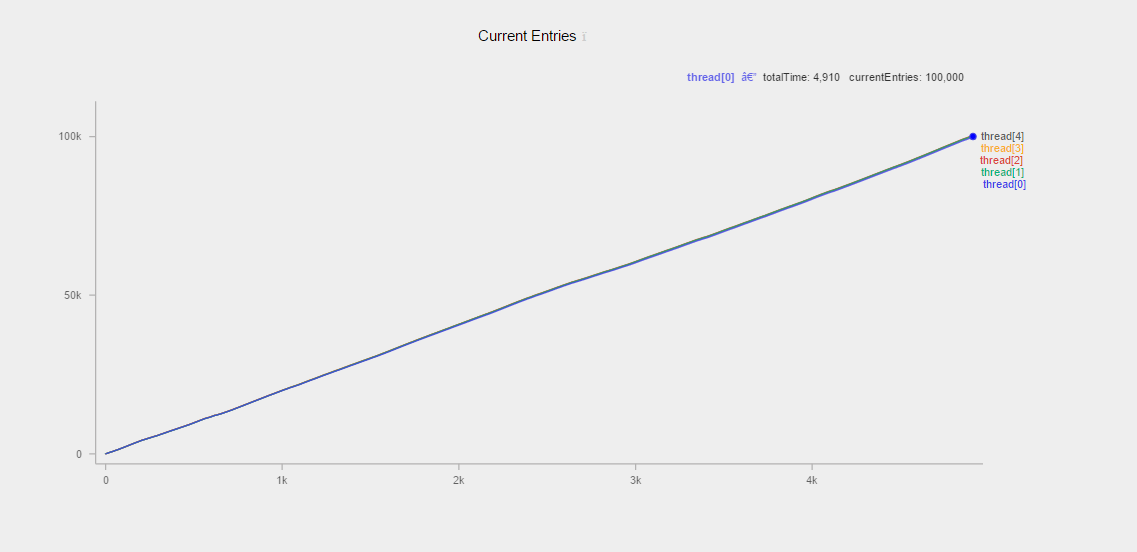 Current Entries ï
thread[0] â€" totalTime: 4,910 currentEntries: 100,000
100k
50k
0
thread[4]
thread[3]
thread[2]
thread[1]
thread[0]
0 1k 2k 3k 4k